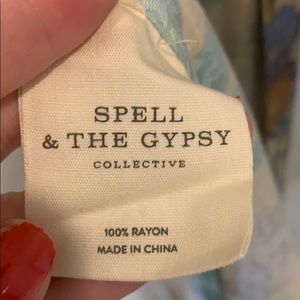 SPELL
& THE GYPSY
COLLECTIVE
100% RAYON
MADE IN CHINA